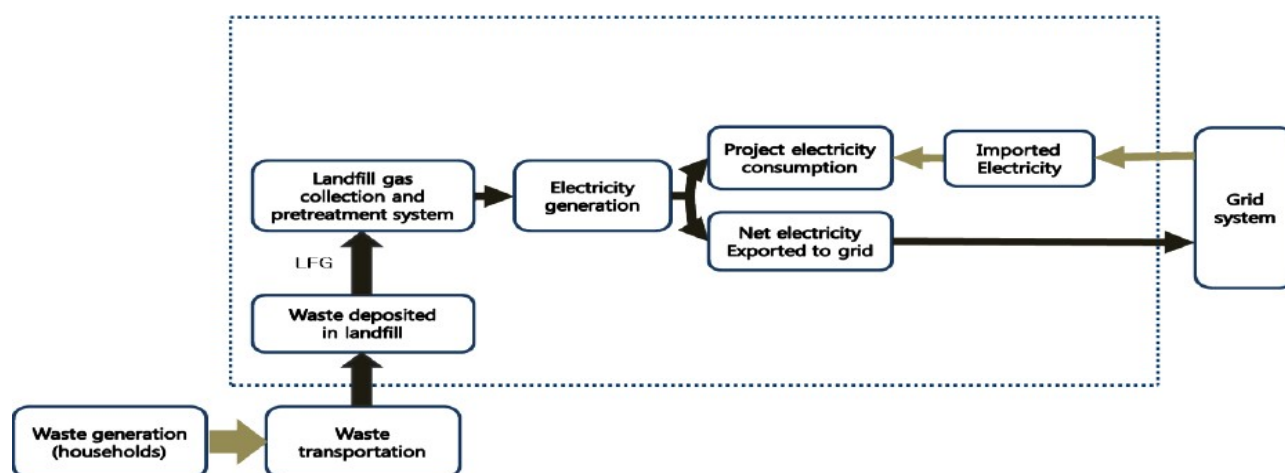 Project electricity
consumption
Imported
Electricity
Landfill gas
collection and
pretreatment system
Electricity
generation
Grid
system
Net electricity
Exported to grid
LFG
Waste deposited
in landfill
Waste generation
(households)
Waste
transportation